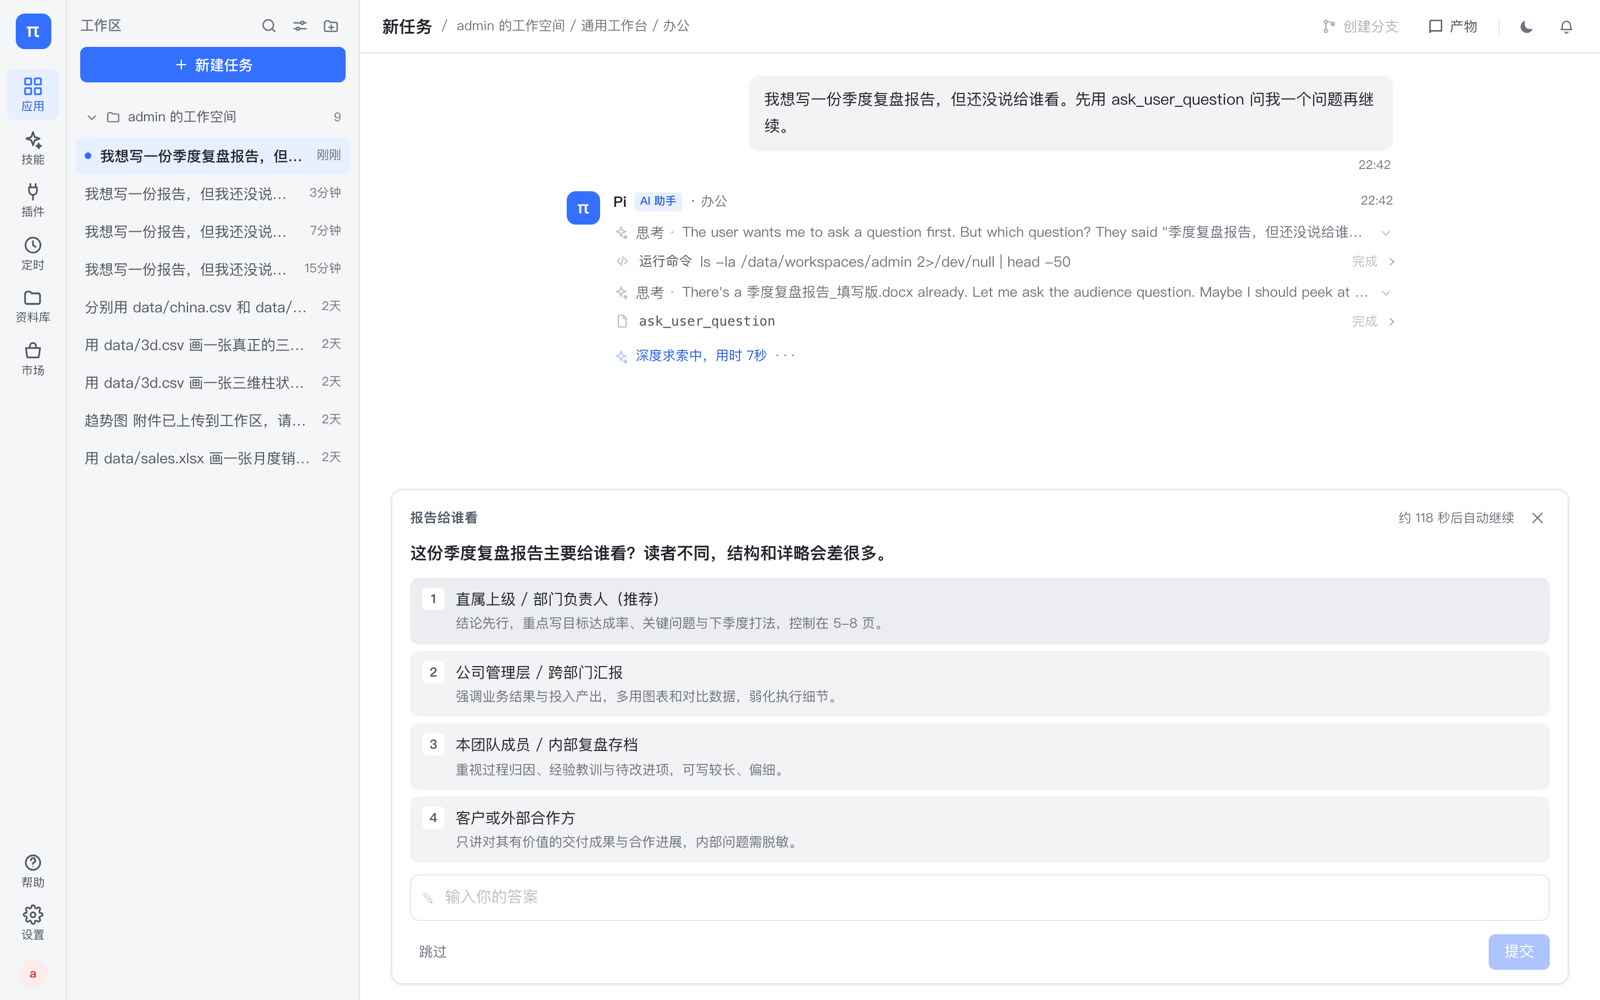 π
应用
技能
插件
定时
资料库
市场
帮助
设置
a
工作区
+ 新建任务
admin 的工作空间 9
我想写一份季度复盘报告，但... 刚刚
我想写一份报告，但我还没说... 3分钟
我想写一份报告，但我还没说... 7分钟
我想写一份报告，但我还没说... 15分钟
分别用 data/china.csv 和 data/... 2天
用 data/3d.csv 画一张真正的三... 2天
用 data/3d.csv 画一张三维柱状... 2天
趋势图 附件已上传到工作区，请... 2天
用 data/sales.xlsx 画一张月度销... 2天
新任务 / admin 的工作空间 / 通用工作台 / 办公
创建分支 产物
我想写一份季度复盘报告，但还没说给谁看。先用 ask_user_question 问我一个问题再继
续。
22:42
π Pi AI 助手 · 办公 22:42
思考 · The user wants me to ask a question first. But which question? They said "季度复盘报告，但还没说给谁...
运行命令 ls -la /data/workspaces/admin 2>/dev/null | head -50 完成
思考 · There's a 季度复盘报告_填写版.docx already. Let me ask the audience question. Maybe I should peek at ...
ask_user_question 完成
深度求索中，用时 7秒 ···
报告给谁看 约 118 秒后自动继续
这份季度复盘报告主要给谁看？读者不同，结构和详略会差很多。
1 直属上级 / 部门负责人（推荐）
结论先行，重点写目标达成率、关键问题与下季度打法，控制在 5-8 页。
2 公司管理层 / 跨部门汇报
强调业务结果与投入产出，多用图表和对比数据，弱化执行细节。
3 本团队成员 / 内部复盘存档
重视过程归因、经验教训与待改进项，可写较长、偏细。
4 客户或外部合作方
只讲对其有价值的交付成果与合作进展，内部问题需脱敏。
输入你的答案
跳过 提交